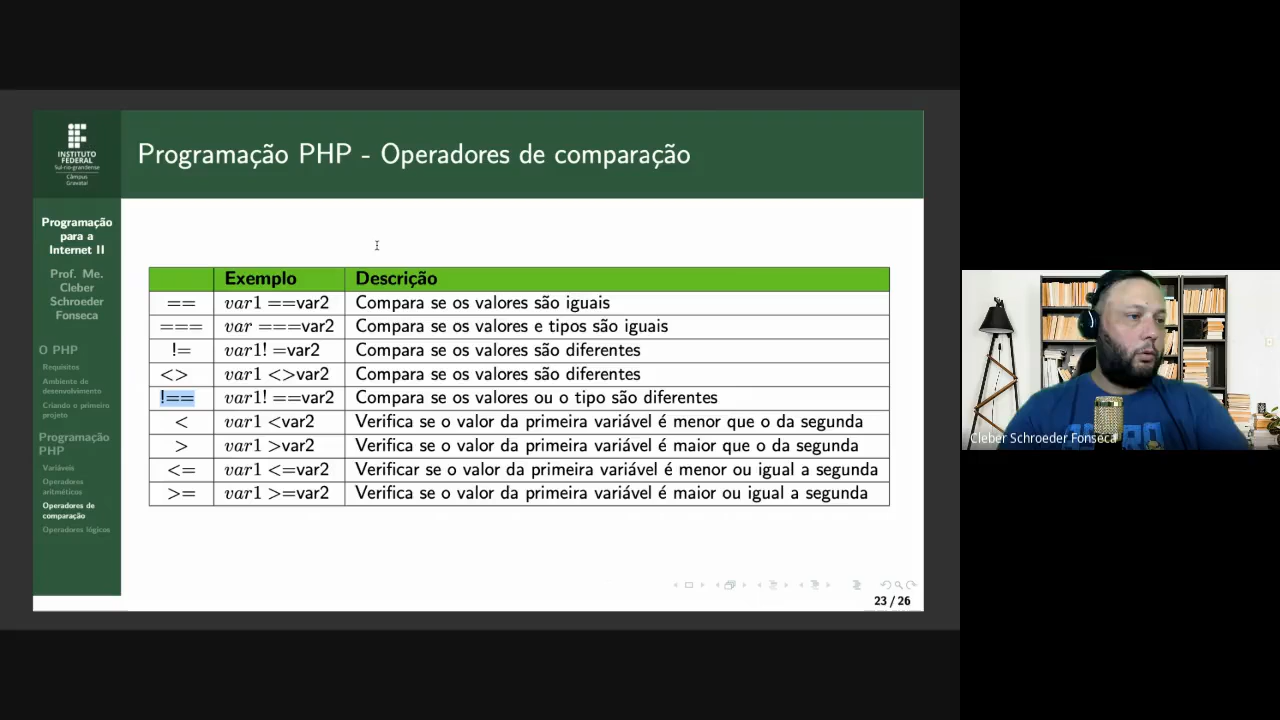 INSTITUTO
FEDERAL
Sul-rio-grandense
Câmpus
Gravataí
Programação PHP - Operadores de comparação
Programação
para a
Internet II
Prof. Me.
Cleber
Schroeder
Fonseca
O PHP
Requisitos
Ambiente de
desenvolvimento
Criando o primeiro
projeto
Programação
PHP
Variáveis
Operadores
aritméticos
Operadores de
comparação
Operadores lógicos
Exemplo Descrição
== var1 ==var2 Compara se os valores são iguais
=== var ===var2 Compara se os valores e tipos são iguais
!= var1! =var2 Compara se os valores são diferentes
<> var1 <>var2 Compara se os valores são diferentes
!== var1! ==var2 Compara se os valores ou o tipo são diferentes
< var1 <var2 Verifica se o valor da primeira variável é menor que o da segunda
> var1 >var2 Verifica se o valor da primeira variável é maior que o da segunda
<= var1 <=var2 Verificar se o valor da primeira variável é menor ou igual a segunda
>= var1 >=var2 Verifica se o valor da primeira variável é maior ou igual a segunda
23 / 26
Cleber Schroeder Fonseca